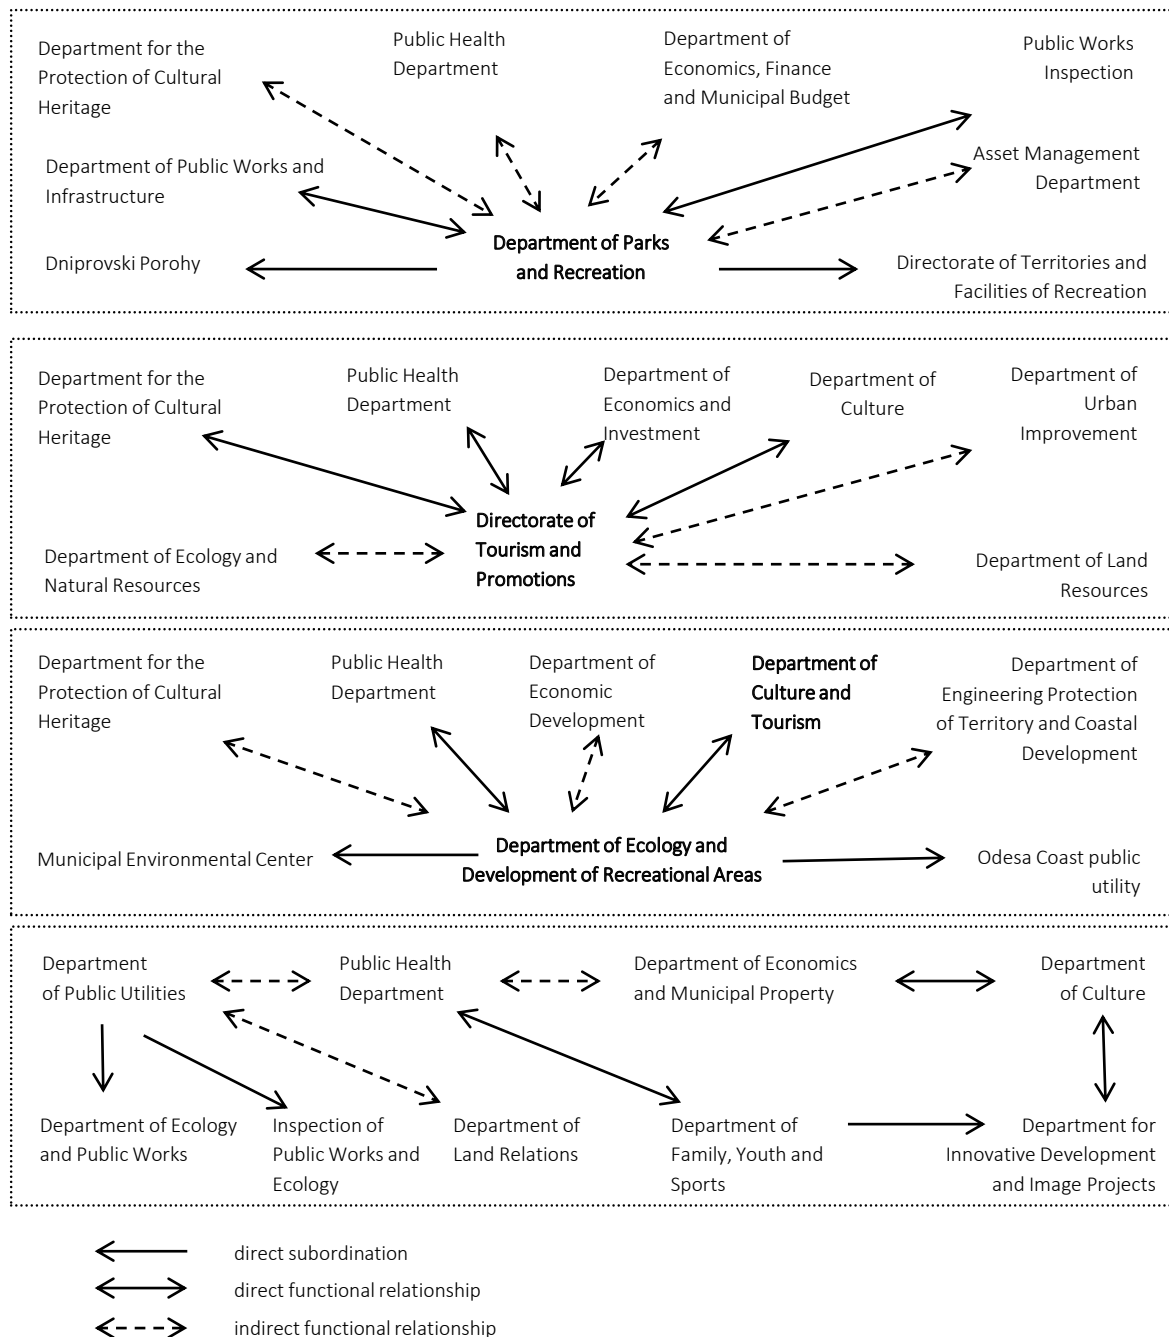 Department for the
Protection of Cultural
Heritage
Public Health
Department
Department of
Economics, Finance
and Municipal Budget
Public Works
Inspection
Department of Public Works and
Infrastructure
Asset Management
Department
Dniprovski Porohy
Department of Parks
and Recreation
Directorate of Territories and
Facilities of Recreation
Department for the
Protection of Cultural
Heritage
Public Health
Department
Department of
Economics and
Investment
Department of
Culture
Department of
Urban
Improvement
Department of Ecology and
Natural Resources
Directorate of
Tourism and
Promotions
Department of Land
Resources
Department for the
Protection of Cultural
Heritage
Public Health
Department
Department of
Economic
Development
Department of
Culture and
Tourism
Department of
Engineering Protection
of Territory and Coastal
Development
Municipal Environmental Center
Department of Ecology and
Development of Recreational Areas
Odesa Coast public
utility
Department
of Public Utilities
Public Health
Department
Department of Economics
and Municipal Property
Department
of Culture
Department of Ecology
and Public Works
Inspection of
Public Works and
Ecology
Department of
Land Relations
Department of
Family, Youth and
Sports
Department for
Innovative Development
and Image Projects
direct subordination
direct functional relationship
indirect functional relationship